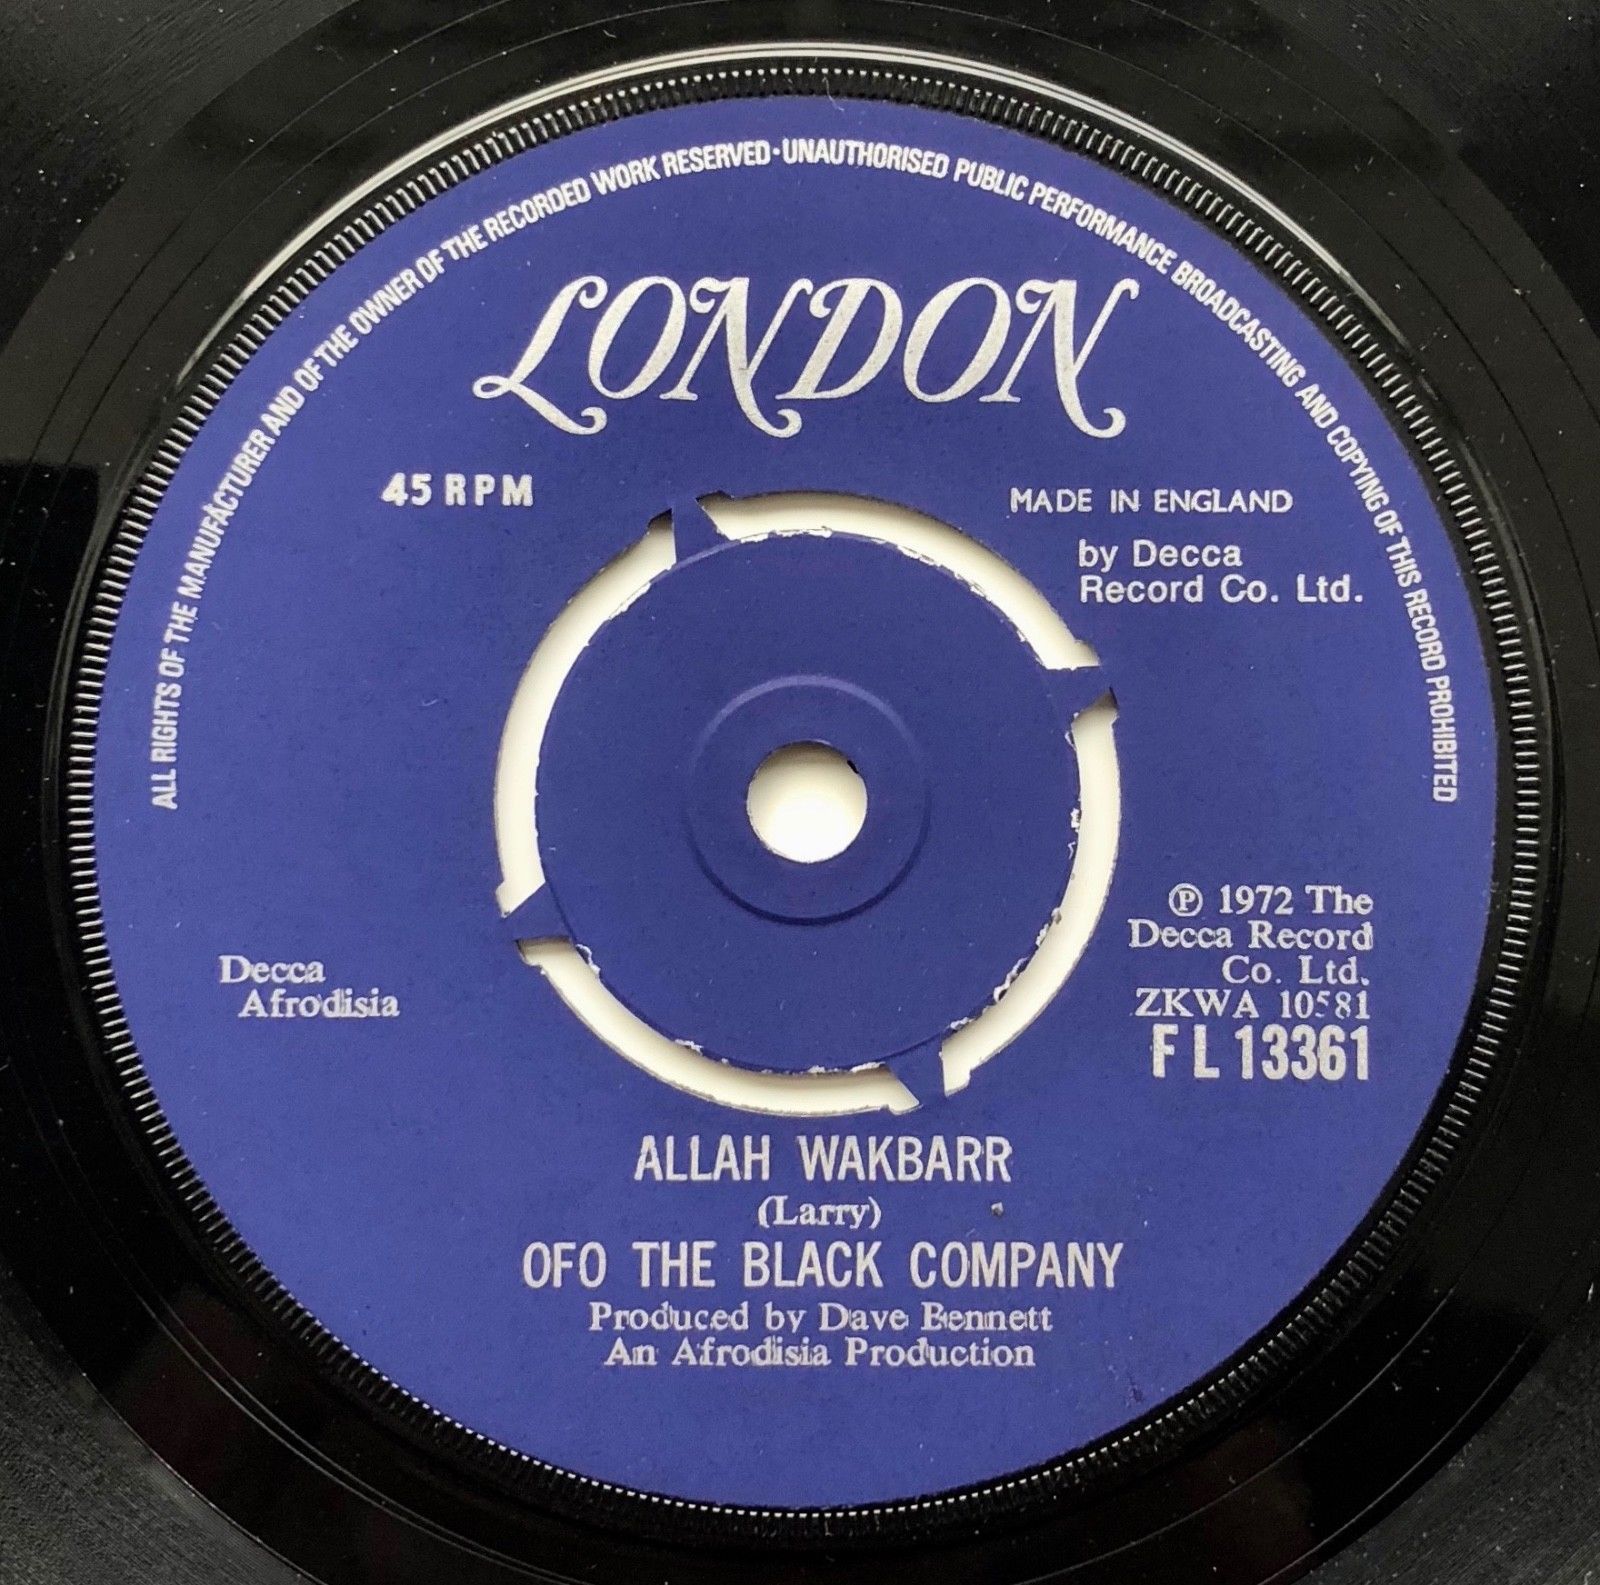 ALL RIGHTS OF THE MANUFACTURER AND OF THE OWNER OF THE RECORDED WORK RESERVED · UNAUTHORISED PUBLIC PERFORMANCE BROADCASTING AND COPYING OF THIS RECORD PROHIBITED
LONDON
45 RPM
MADE IN ENGLAND
by Decca
Record Co. Ltd.
℗ 1972 The
Decca Record
Co. Ltd.
ZKWA 10581
FL 13361
Decca
Afrodisia
ALLAH WAKBARR
(Larry)
OFO THE BLACK COMPANY
Produced by Dave Bennett
An Afrodisia Production